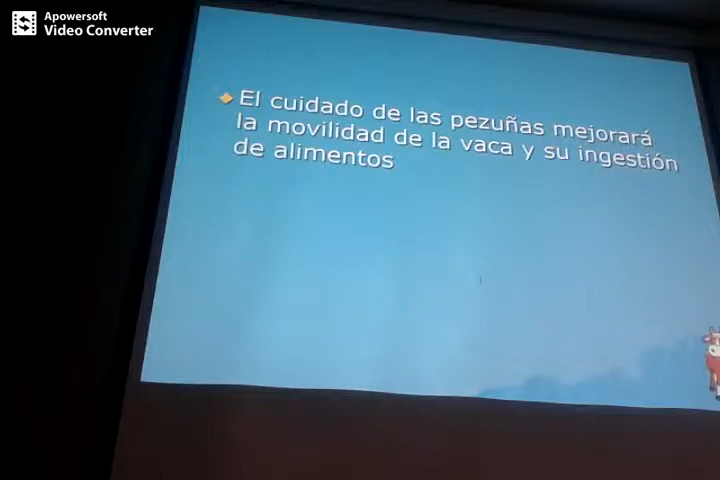 Apowersoft
Video Converter
El cuidado de las pezuñas mejorará
la movilidad de la vaca y su ingestión
de alimentos